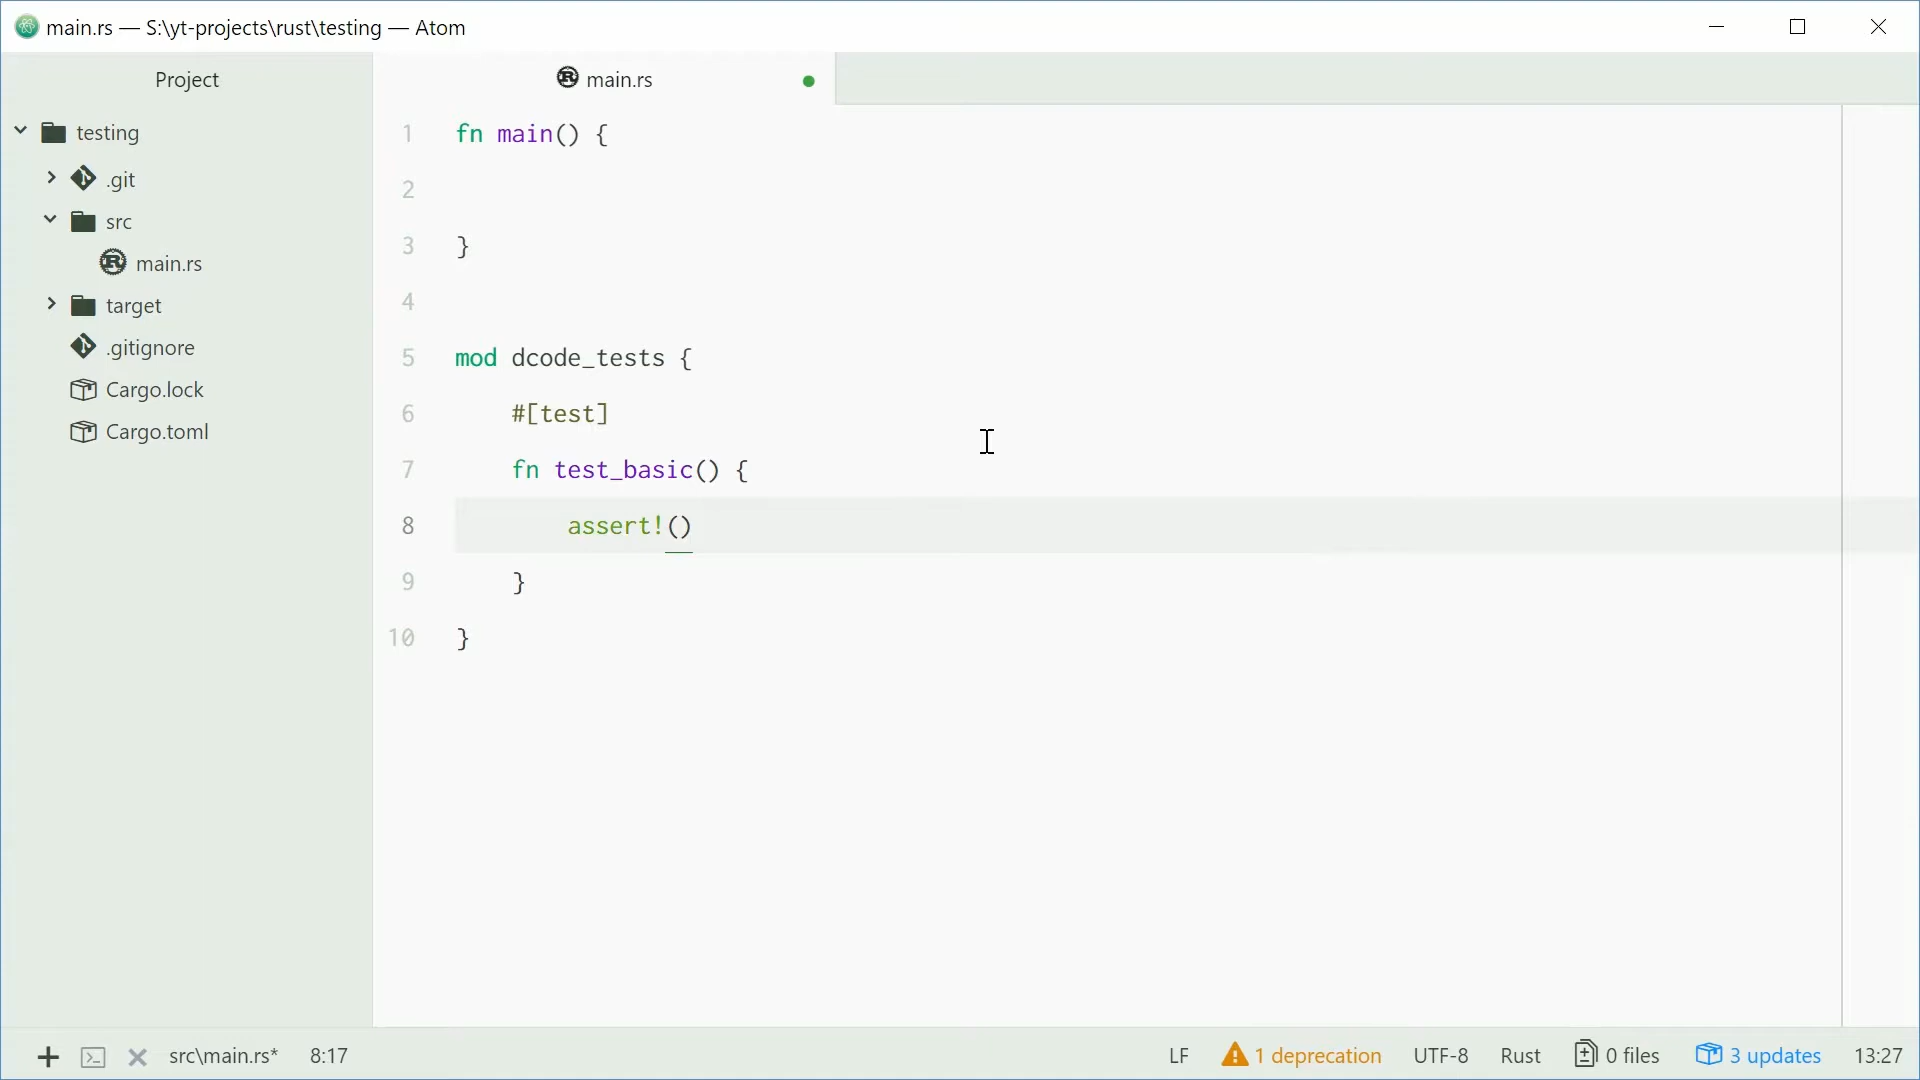 main.rs — S:\yt-projects\rust\testing — Atom
Project
testing
.git
src
main.rs
target
.gitignore
Cargo.lock
Cargo.toml
main.rs
1 fn main() {
2
3 }
4
5 mod dcode_tests {
6     #[test]
7     fn test_basic() {
8         assert!()
9     }
10 }
src\main.rs* 8:17 LF 1 deprecation UTF-8 Rust 0 files 3 updates 13:27